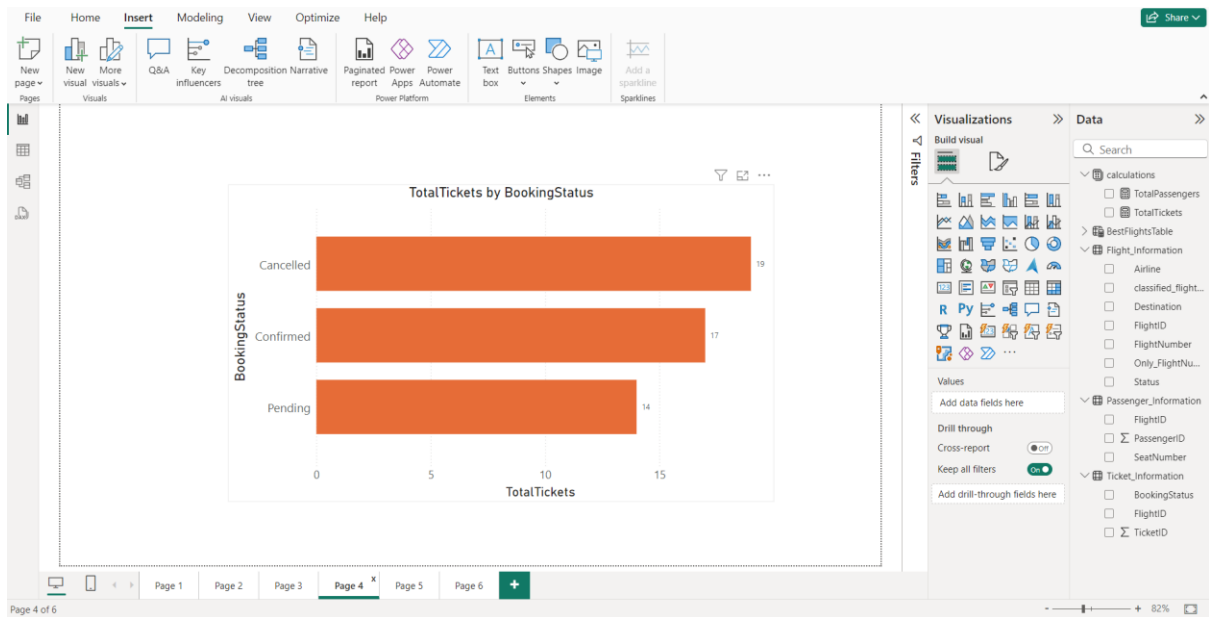 File Home Insert Modeling View Optimize Help Share
New page
New visual
More visuals
Q&A
Key influencers
Decomposition tree
Narrative
Paginated report
Power Apps
Power Automate
Text box
Buttons
Shapes
Image
Add a sparkline
Pages Visuals AI visuals Power Platform Elements Sparklines
TotalTickets by BookingStatus
BookingStatus
Cancelled 19
Confirmed 17
Pending 14
0 5 10 15
TotalTickets
Filters
Visualizations
Build visual
123
R Py
Values
Add data fields here
Drill through
Cross-report Off
Keep all filters On
Add drill-through fields here
Data
Search
calculations
TotalPassengers
TotalTickets
BestFlightsTable
Flight_Information
Airline
classified_flight...
Destination
FlightID
FlightNumber
Only_FlightNu...
Status
Passenger_Information
FlightID
∑ PassengerID
SeatNumber
Ticket_Information
BookingStatus
FlightID
∑ TicketID
Page 1 Page 2 Page 3 Page 4 x Page 5 Page 6 +
Page 4 of 6 - + 82%